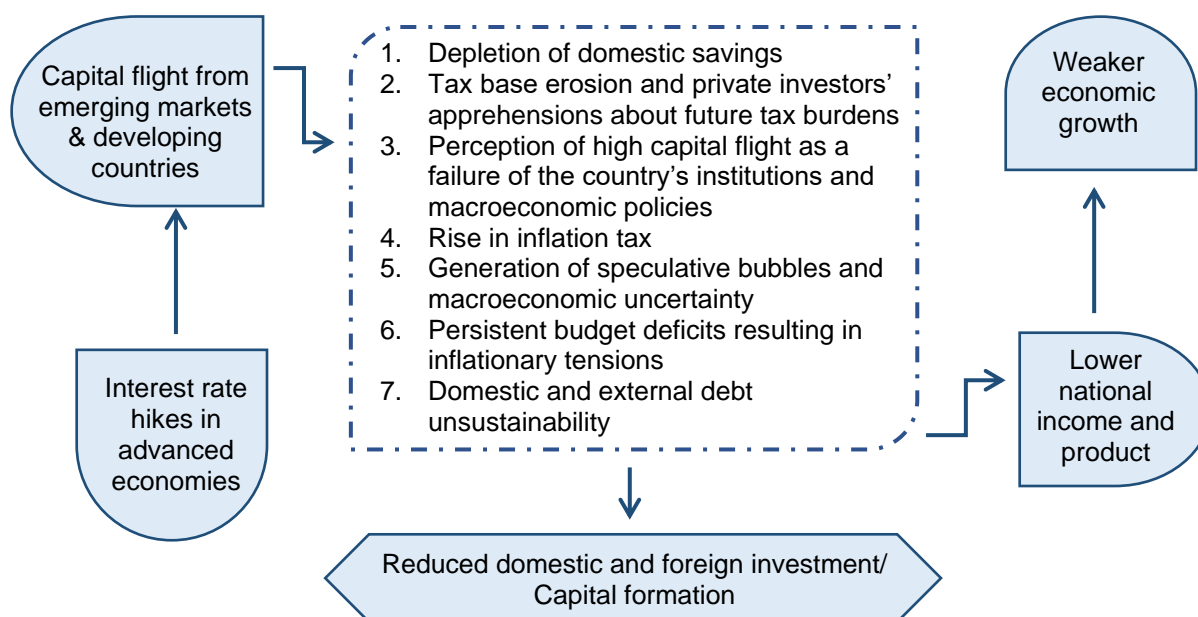 Capital flight from
emerging markets
& developing
countries
Interest rate
hikes in
advanced
economies
1. Depletion of domestic savings
2. Tax base erosion and private investors’
apprehensions about future tax burdens
3. Perception of high capital flight as a
failure of the country’s institutions and
macroeconomic policies
4. Rise in inflation tax
5. Generation of speculative bubbles and
macroeconomic uncertainty
6. Persistent budget deficits resulting in
inflationary tensions
7. Domestic and external debt
unsustainability
Reduced domestic and foreign investment/
Capital formation
Lower
national
income and
product
Weaker
economic
growth